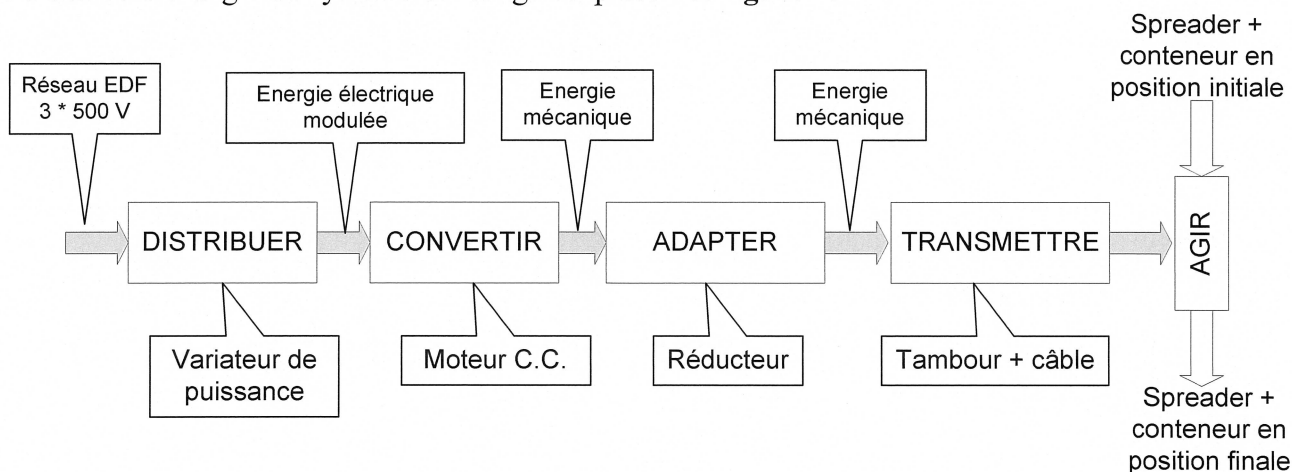 Spreader +
conteneur en
position initiale
Réseau EDF
3 * 500 V
Energie électrique
modulée
Energie
mécanique
Energie
mécanique
DISTRIBUER
CONVERTIR
ADAPTER
TRANSMETTRE
AGIR
Variateur de
puissance
Moteur C.C.
Réducteur
Tambour + câble
Spreader +
conteneur en
position finale